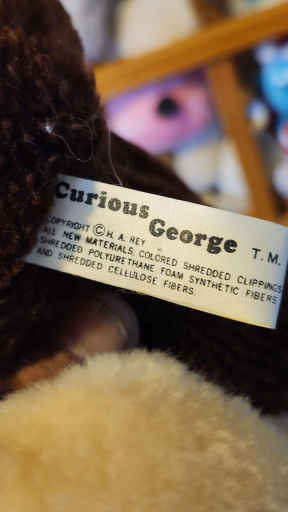 Curious
George T.M.
COPYRIGHT © H. A. REY
ALL NEW MATERIALS: COLORED SHREDDED CLIPPINGS
SHREDDED POLYURETHANE FOAM SYNTHETIC FIBERS
AND SHREDDED CELLULOSE FIBERS.